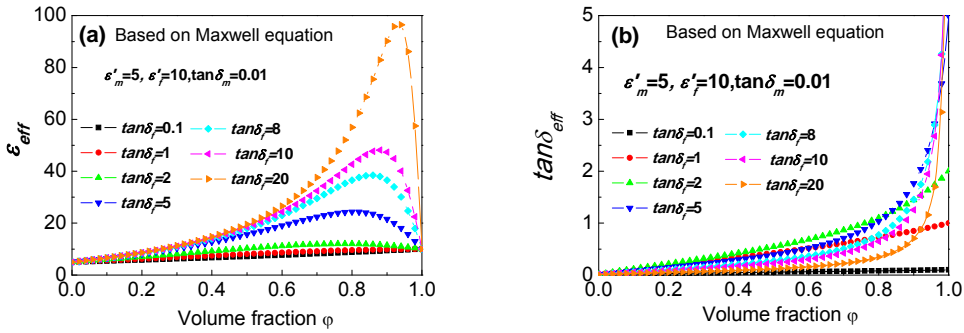 (a) Based on Maxwell equation
ε'm=5, ε'f=10,tanδm=0.01
tanδf=0.1 tanδf=8
tanδf=1 tanδf=10
tanδf=2 tanδf=20
tanδf=5
100
80
60
40
20
0
0.0 0.2 0.4 0.6 0.8 1.0
εeff
Volume fraction φ
(b) Based on Maxwell equation
ε'm=5, ε'f=10,tanδm=0.01
tanδf=0.1 tanδf=8
tanδf=1 tanδf=10
tanδf=2 tanδf=20
tanδf=5
5
4
3
2
1
0
0.0 0.2 0.4 0.6 0.8 1.0
tanδeff
Volume fraction φ